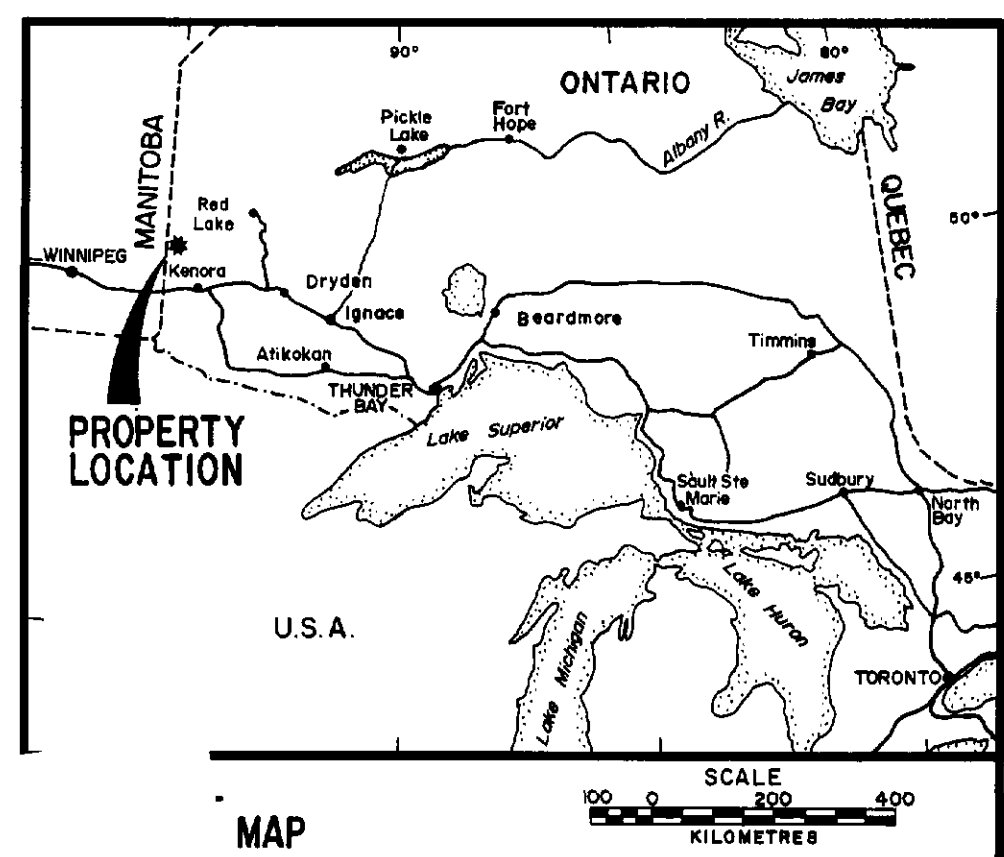 90°
80°
ONTARIO
James
Bay
Pickle
Lake
Fort
Hope
Albany R.
MANITOBA
QUEBEC
Red
Lake
50°
WINNIPEG
Kenora
Dryden
Ignace
Beardmore
Timmins
Atikokan
THUNDER
BAY
PROPERTY
LOCATION
Lake Superior
Sault Ste
Marie
Sudbury
North
Bay
45°
Lake Huron
U.S.A.
Lake Michigan
TORONTO
SCALE
100 0 200 400
KILOMETRES
MAP